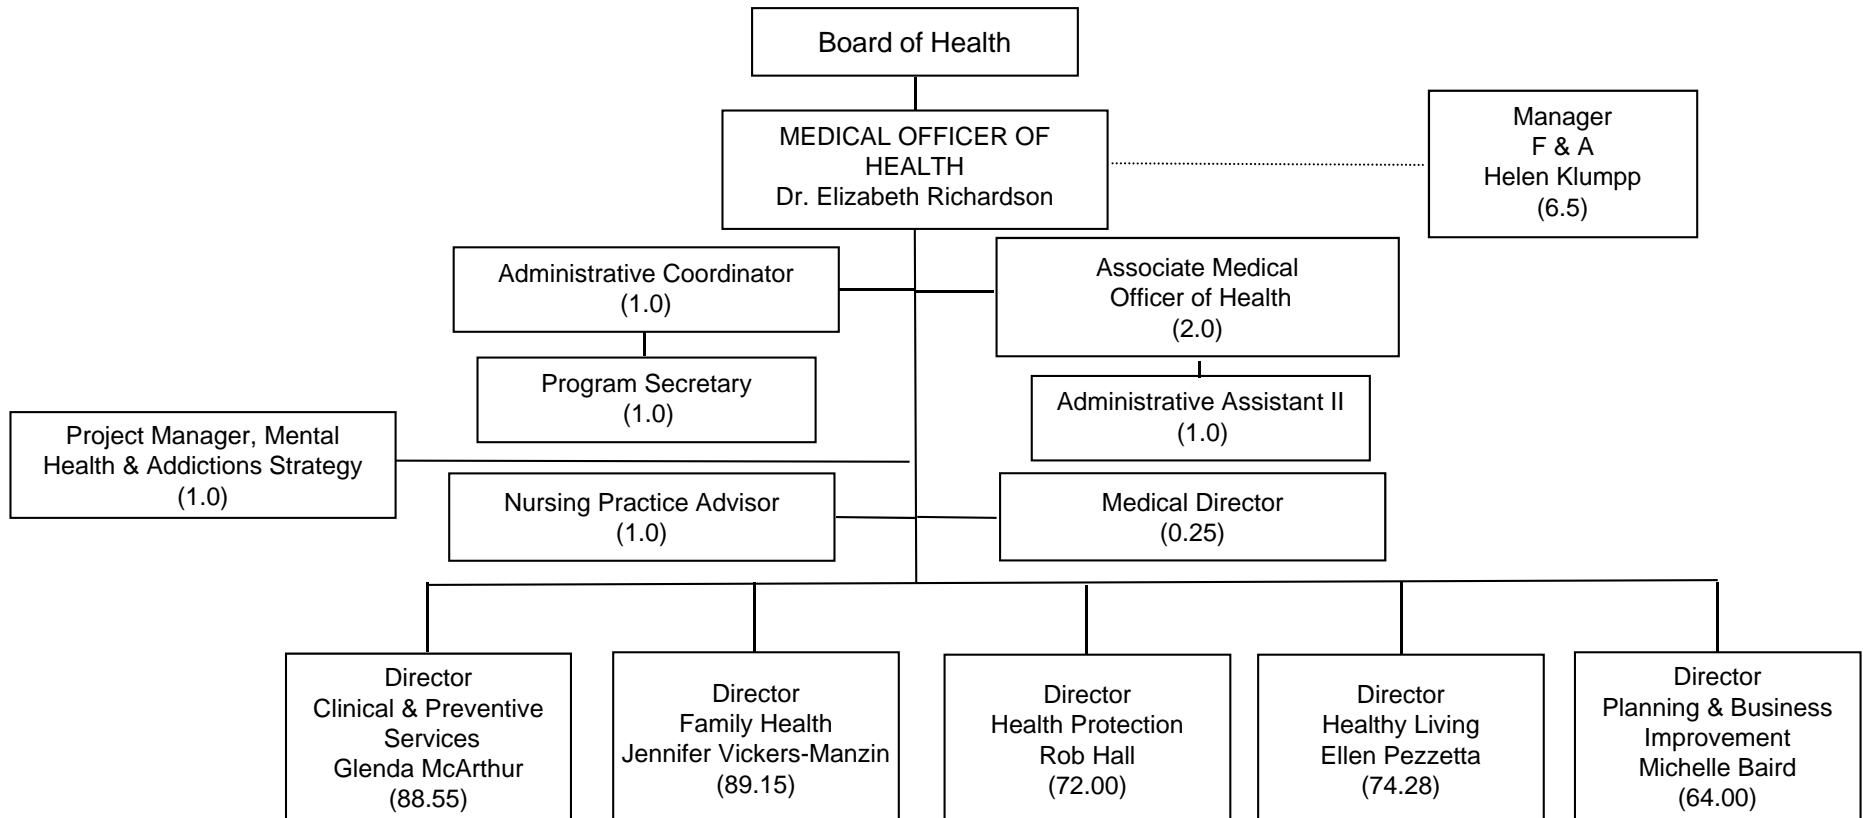 Board of Health
MEDICAL OFFICER OF
HEALTH
Dr. Elizabeth Richardson
Manager
F & A
Helen Klumpp
(6.5)
Administrative Coordinator
(1.0)
Associate Medical
Officer of Health
(2.0)
Program Secretary
(1.0)
Administrative Assistant II
(1.0)
Project Manager, Mental
Health & Addictions Strategy
(1.0)
Nursing Practice Advisor
(1.0)
Medical Director
(0.25)
Director
Clinical & Preventive
Services
Glenda McArthur
(88.55)
Director
Family Health
Jennifer Vickers-Manzin
(89.15)
Director
Health Protection
Rob Hall
(72.00)
Director
Healthy Living
Ellen Pezzetta
(74.28)
Director
Planning & Business
Improvement
Michelle Baird
(64.00)